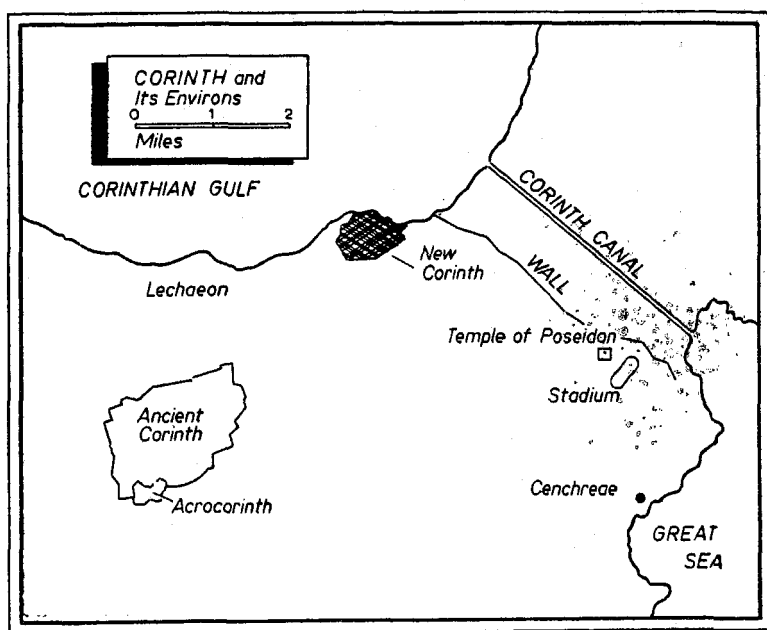 CORINTH and
Its Environs
0 1 2
Miles
CORINTHIAN GULF
CORINTH CANAL
New
Corinth
WALL
Lechaeon
Temple of Poseidan
Stadium
Ancient
Corinth
Acrocorinth
Cenchreae
GREAT
SEA